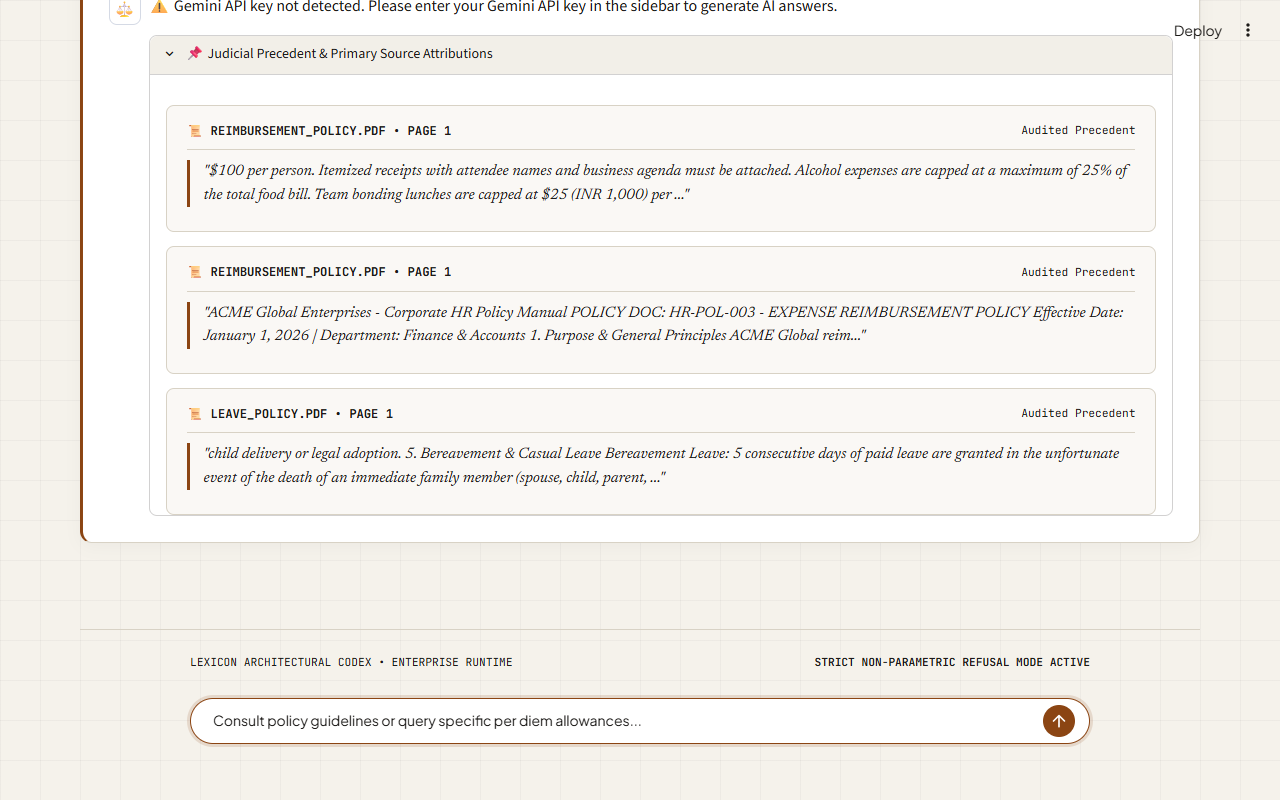 Gemini API key not detected. Please enter your Gemini API key in the sidebar to generate AI answers.
Deploy
Judicial Precedent & Primary Source Attributions
REIMBURSEMENT_POLICY.PDF • PAGE 1
Audited Precedent
"$100 per person. Itemized receipts with attendee names and business agenda must be attached. Alcohol expenses are capped at a maximum of 25% of
the total food bill. Team bonding lunches are capped at $25 (INR 1,000) per ..."
REIMBURSEMENT_POLICY.PDF • PAGE 1
Audited Precedent
"ACME Global Enterprises - Corporate HR Policy Manual POLICY DOC: HR-POL-003 - EXPENSE REIMBURSEMENT POLICY Effective Date:
January 1, 2026 | Department: Finance & Accounts 1. Purpose & General Principles ACME Global reim..."
LEAVE_POLICY.PDF • PAGE 1
Audited Precedent
"child delivery or legal adoption. 5. Bereavement & Casual Leave Bereavement Leave: 5 consecutive days of paid leave are granted in the unfortunate
event of the death of an immediate family member (spouse, child, parent, ..."
LEXICON ARCHITECTURAL CODEX • ENTERPRISE RUNTIME
STRICT NON-PARAMETRIC REFUSAL MODE ACTIVE
Consult policy guidelines or query specific per diem allowances...